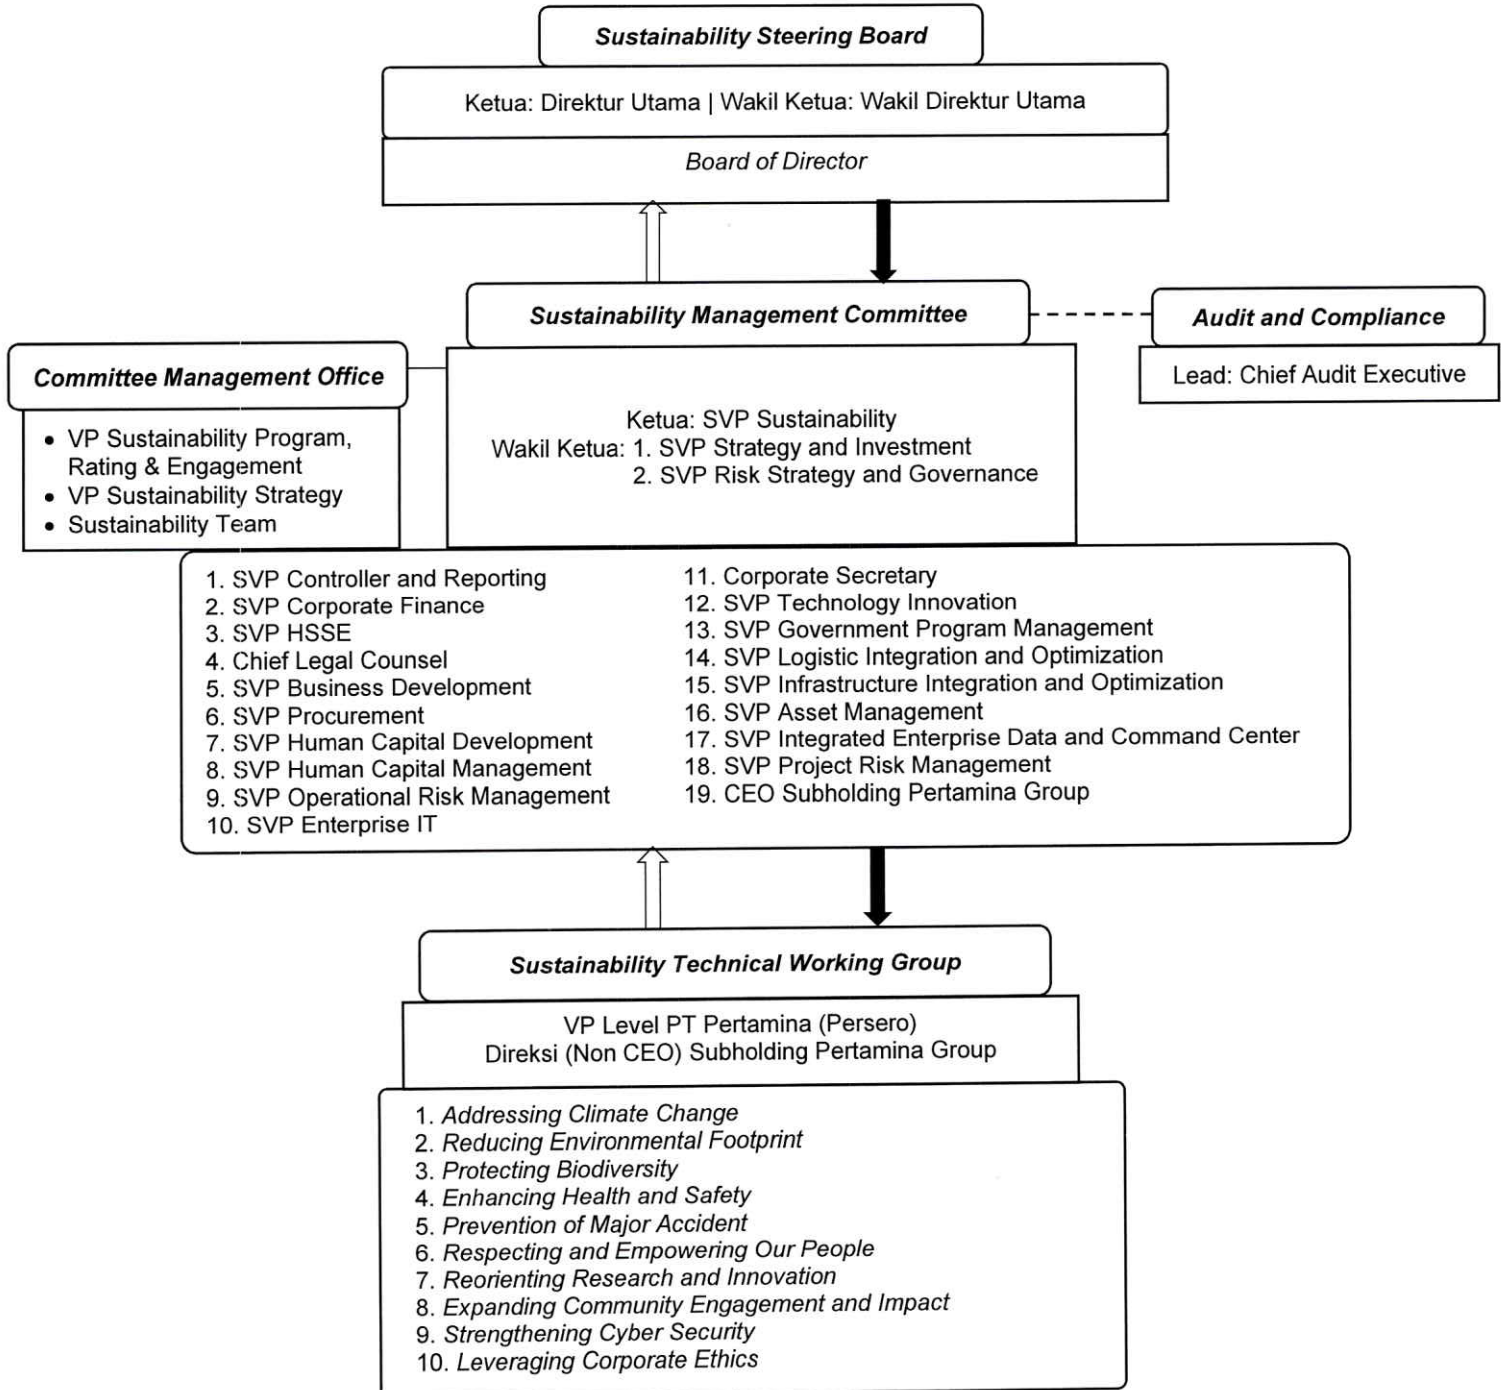 Sustainability Steering Board
Ketua: Direktur Utama | Wakil Ketua: Wakil Direktur Utama
Board of Director
Sustainability Management Committee
Audit and Compliance
Lead: Chief Audit Executive
Committee Management Office
• VP Sustainability Program,
Rating & Engagement
• VP Sustainability Strategy
• Sustainability Team
Ketua: SVP Sustainability
Wakil Ketua: 1. SVP Strategy and Investment
2. SVP Risk Strategy and Governance
1. SVP Controller and Reporting
2. SVP Corporate Finance
3. SVP HSSE
4. Chief Legal Counsel
5. SVP Business Development
6. SVP Procurement
7. SVP Human Capital Development
8. SVP Human Capital Management
9. SVP Operational Risk Management
10. SVP Enterprise IT
11. Corporate Secretary
12. SVP Technology Innovation
13. SVP Government Program Management
14. SVP Logistic Integration and Optimization
15. SVP Infrastructure Integration and Optimization
16. SVP Asset Management
17. SVP Integrated Enterprise Data and Command Center
18. SVP Project Risk Management
19. CEO Subholding Pertamina Group
Sustainability Technical Working Group
VP Level PT Pertamina (Persero)
Direksi (Non CEO) Subholding Pertamina Group
1. Addressing Climate Change
2. Reducing Environmental Footprint
3. Protecting Biodiversity
4. Enhancing Health and Safety
5. Prevention of Major Accident
6. Respecting and Empowering Our People
7. Reorienting Research and Innovation
8. Expanding Community Engagement and Impact
9. Strengthening Cyber Security
10. Leveraging Corporate Ethics